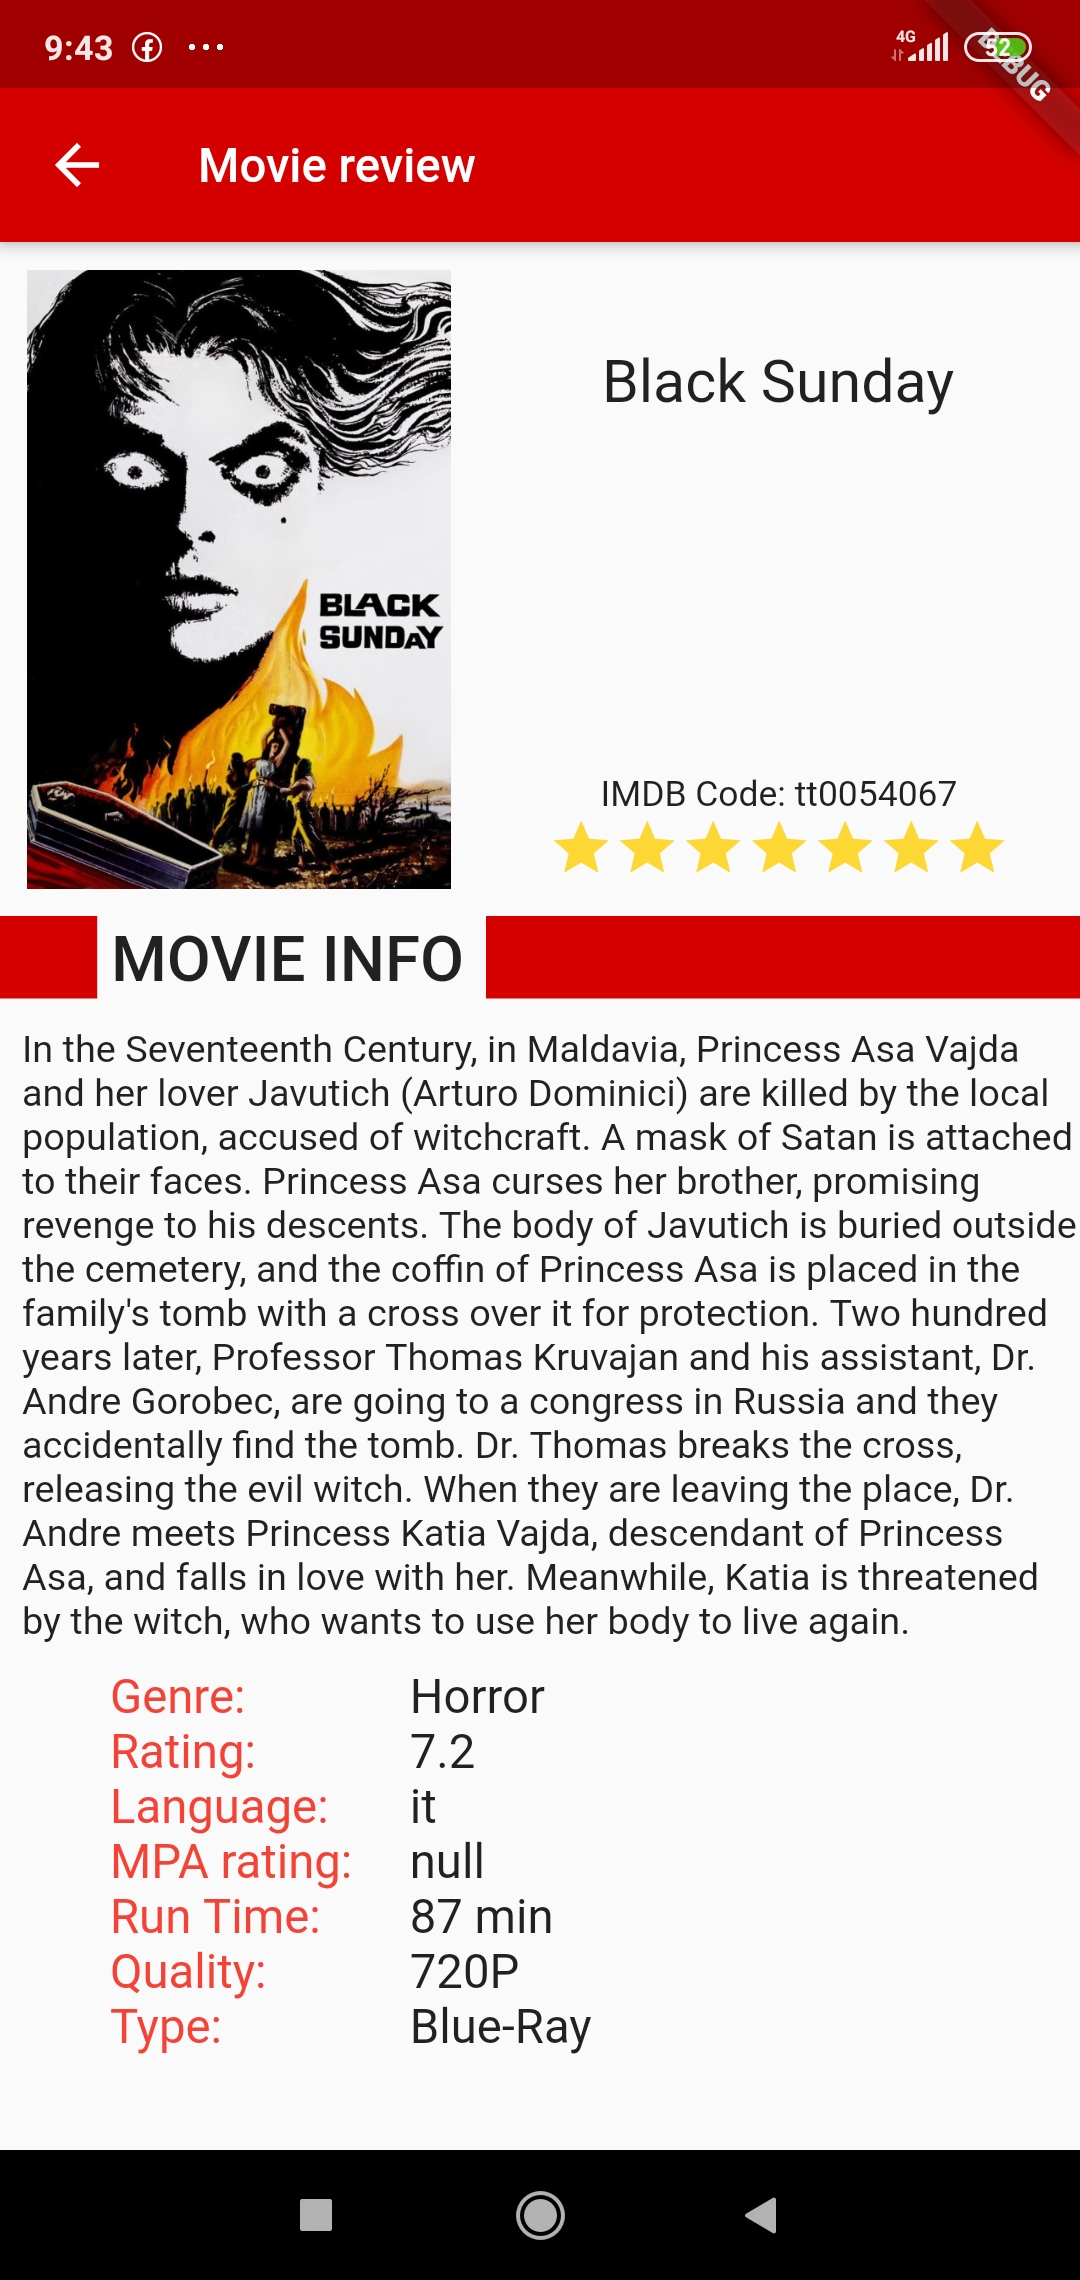 9:43
4G
52
DEBUG
Movie review
Black Sunday
BLACK
SUNDAY
IMDB Code: tt0054067
MOVIE INFO
In the Seventeenth Century, in Maldavia, Princess Asa Vajda
and her lover Javutich (Arturo Dominici) are killed by the local
population, accused of witchcraft. A mask of Satan is attached
to their faces. Princess Asa curses her brother, promising
revenge to his descents. The body of Javutich is buried outside
the cemetery, and the coffin of Princess Asa is placed in the
family's tomb with a cross over it for protection. Two hundred
years later, Professor Thomas Kruvajan and his assistant, Dr.
Andre Gorobec, are going to a congress in Russia and they
accidentally find the tomb. Dr. Thomas breaks the cross,
releasing the evil witch. When they are leaving the place, Dr.
Andre meets Princess Katia Vajda, descendant of Princess
Asa, and falls in love with her. Meanwhile, Katia is threatened
by the witch, who wants to use her body to live again.
Genre: Horror
Rating: 7.2
Language: it
MPA rating: null
Run Time: 87 min
Quality: 720P
Type: Blue-Ray